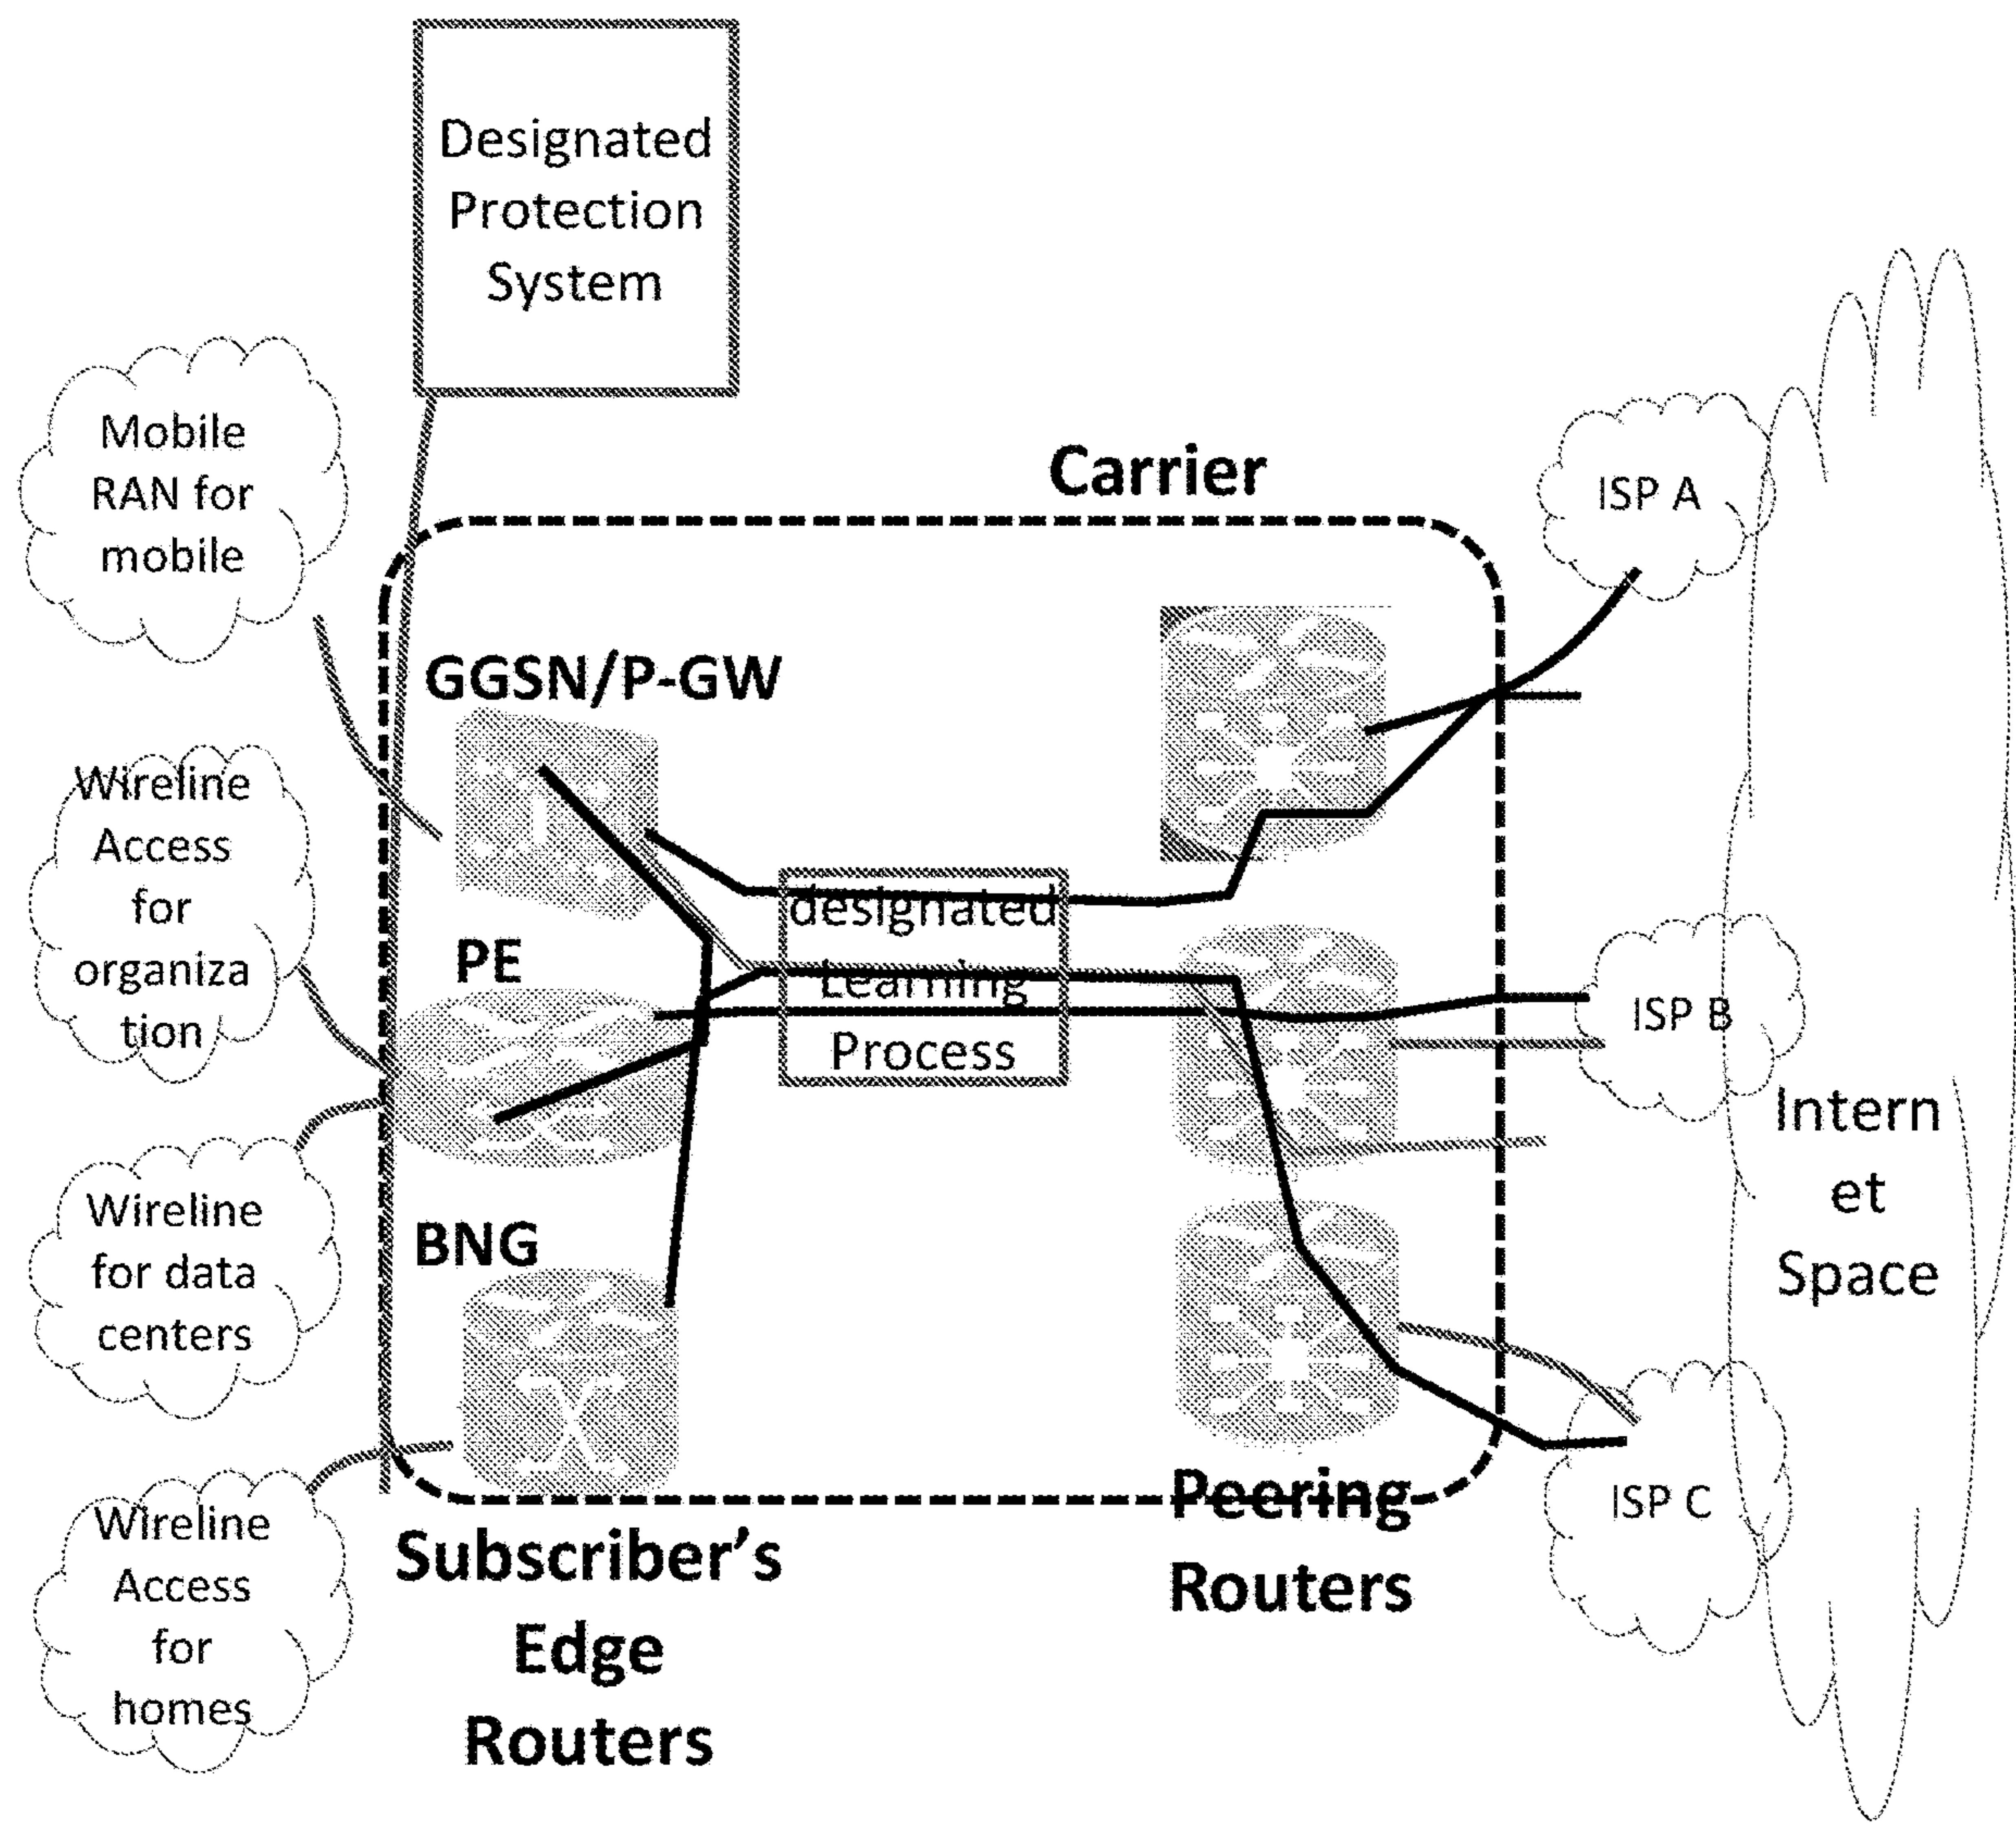 Designated
Protection
System
Mobile
RAN for
mobile
Carrier
ISP A
GGSN/P-GW
Wireline
Access
for
organiza
tion
designated
Learning
Process
PE
ISP B
Intern
et
Space
Wireline
for data
centers
BNG
ISP C
Wireline
Access
for
homes
Subscriber’s
Edge
Routers
Peering
Routers